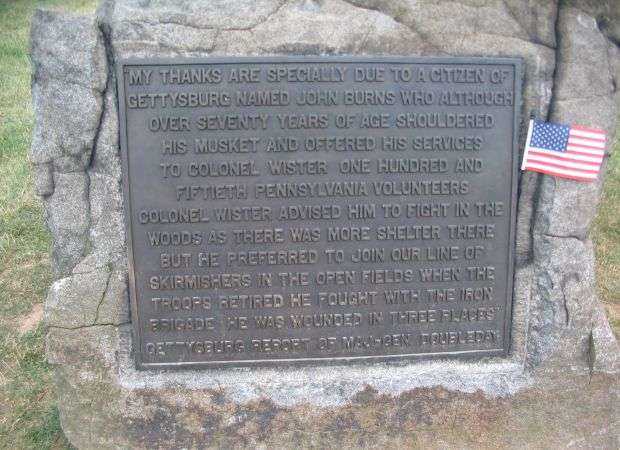 "MY THANKS ARE SPECIALLY DUE TO A CITIZEN OF
GETTYSBURG NAMED JOHN BURNS WHO ALTHOUGH
OVER SEVENTY YEARS OF AGE SHOULDERED
HIS MUSKET AND OFFERED HIS SERVICES
TO COLONEL WISTER ONE HUNDRED AND
FIFTIETH PENNSYLVANIA VOLUNTEERS
COLONEL WISTER ADVISED HIM TO FIGHT IN THE
WOODS AS THERE WAS MORE SHELTER THERE
BUT HE PREFERRED TO JOIN OUR LINE OF
SKIRMISHERS IN THE OPEN FIELDS WHEN THE
TROOPS RETIRED HE FOUGHT WITH THE IRON
BRIGADE HE WAS WOUNDED IN THREE PLACES"
GETTYSBURG REPORT OF MAJ-GEN. DOUBLEDAY